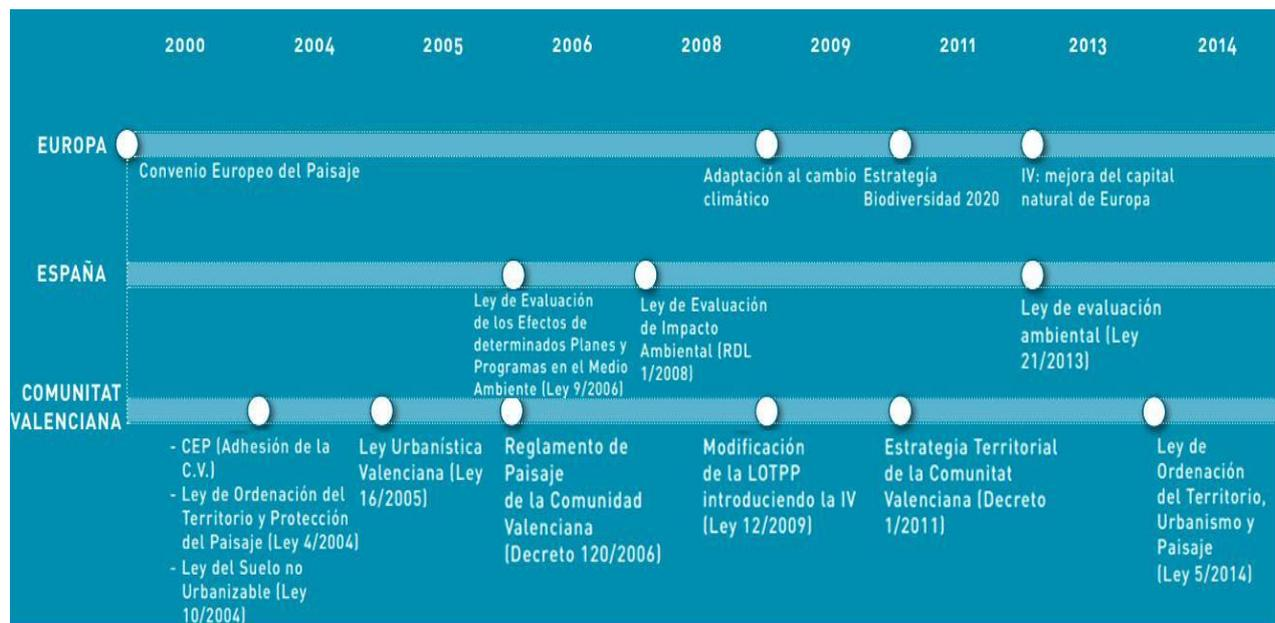 2000 2004 2005 2006 2008 2009 2011 2013 2014
EUROPA
Convenio Europeo del Paisaje
Adaptación al cambio
climático
Estrategia
Biodiversidad 2020
IV: mejora del capital
natural de Europa
ESPAÑA
Ley de Evaluación
de los Efectos de
determinados Planes y
Programas en el Medio
Ambiente (Ley 9/2006)
Ley de Evaluación
de Impacto
Ambiental (RDL
1/2008)
Ley de evaluación
ambiental (Ley
21/2013)
COMUNITAT
VALENCIANA
- CEP (Adhesión de la
C.V.)
- Ley de Ordenación del
Territorio y Protección
del Paisaje (Ley 4/2004)
- Ley del Suelo no
Urbanizable (Ley
10/2004)
Ley Urbanística
Valenciana (Ley
16/2005)
Reglamento de
Paisaje
de la Comunidad
Valenciana
(Decreto 120/2006)
Modificación
de la LOTPP
introduciendo la IV
(Ley 12/2009)
Estrategia Territorial
de la Comunitat
Valenciana (Decreto
1/2011)
Ley de
Ordenación
del Territorio,
Urbanismo y
Paisaje
(Ley 5/2014)